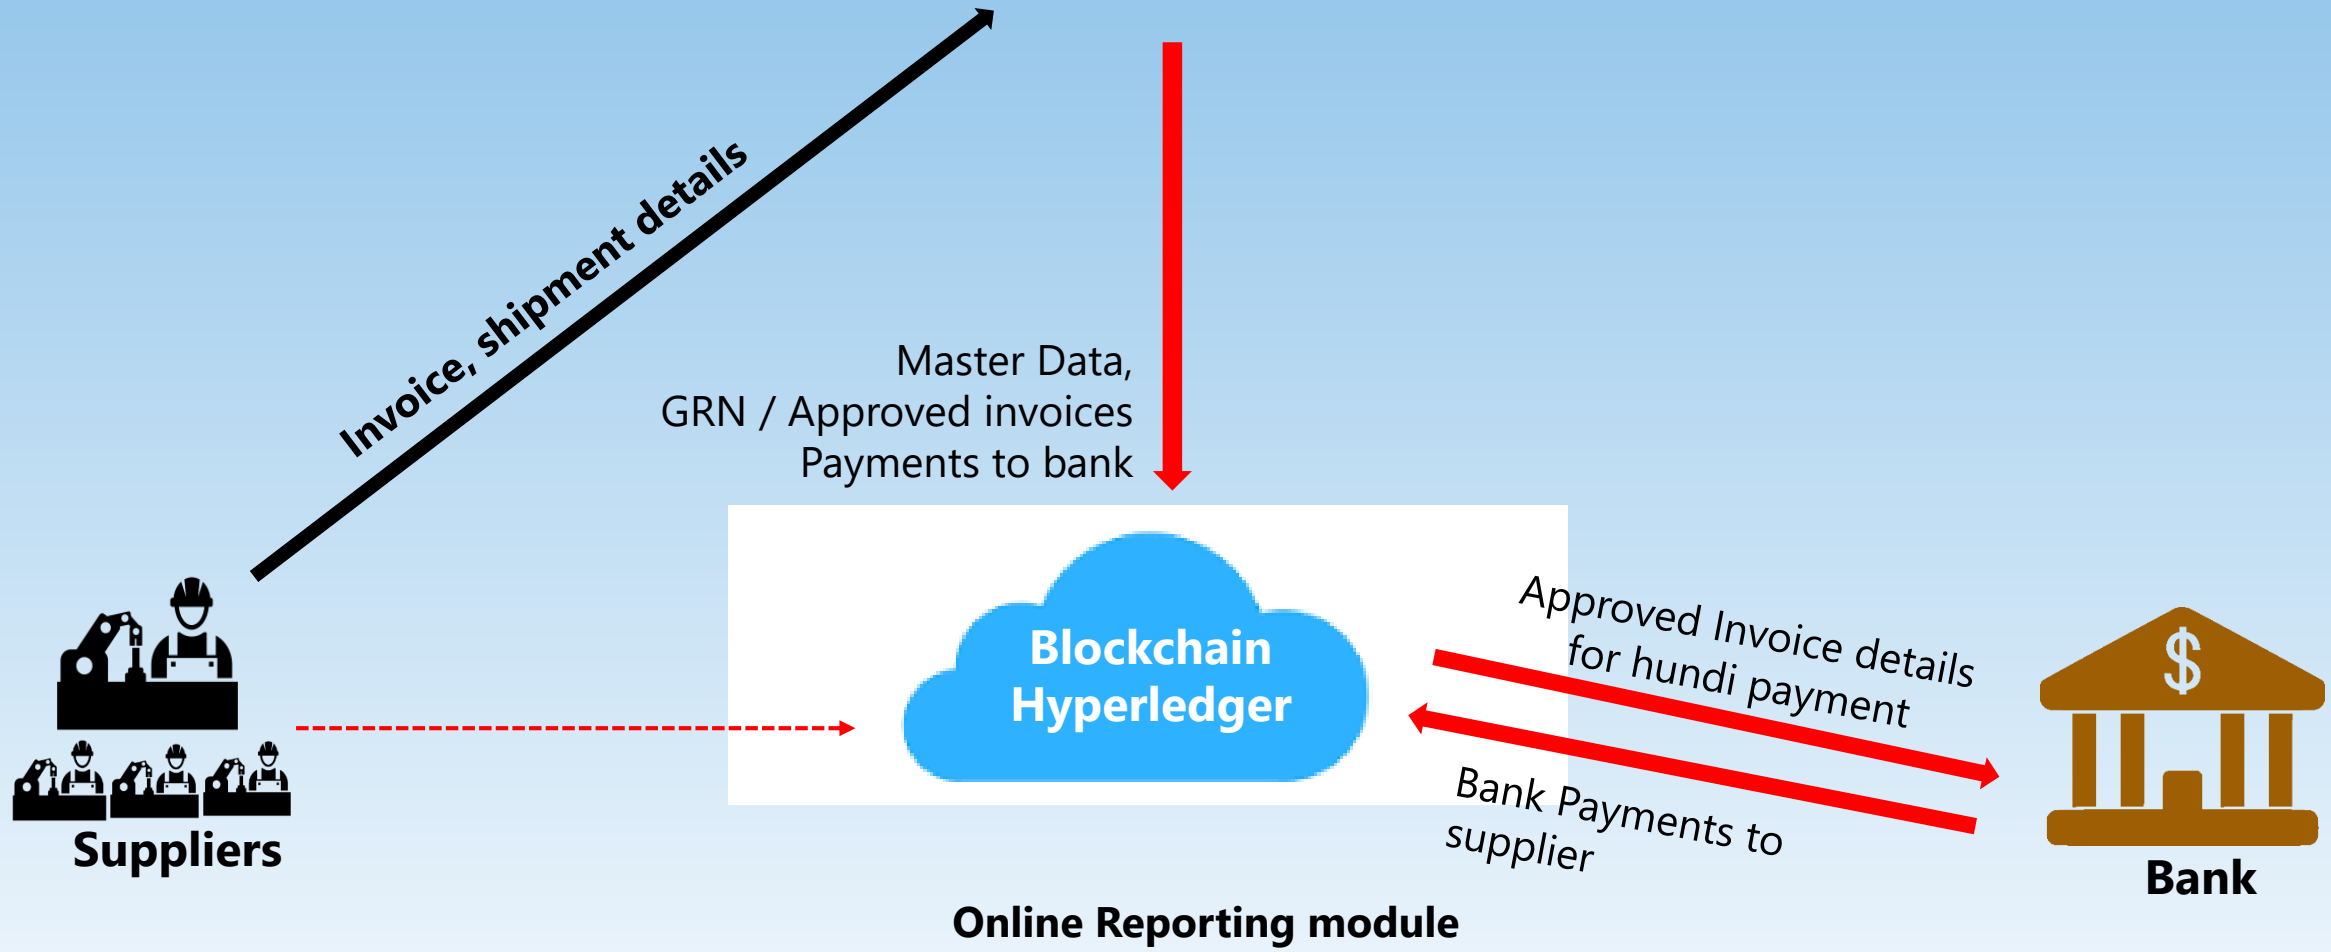 Invoice, shipment details
Master Data,
GRN / Approved invoices
Payments to bank
Blockchain
Hyperledger
Approved Invoice details
for hundi payment
$
Bank Payments to
supplier
Suppliers
Bank
Online Reporting module